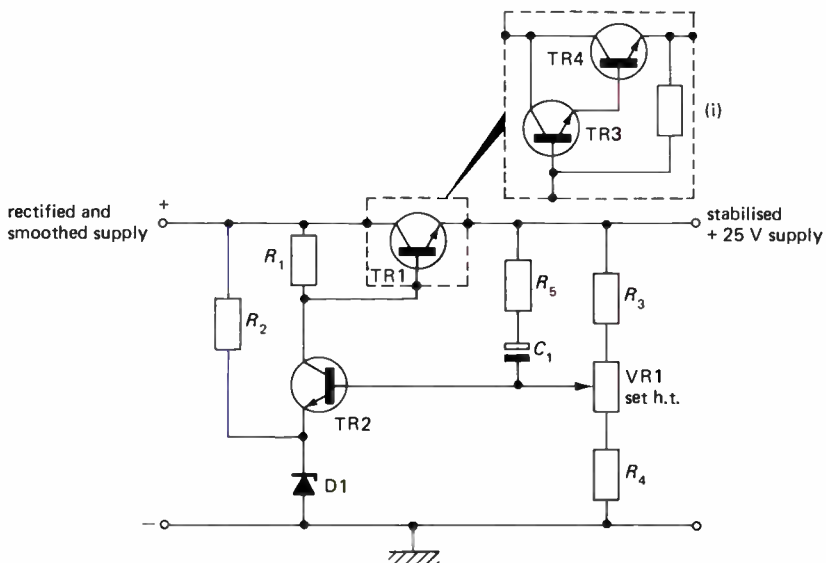 TR4
(i)
TR3
rectified and
smoothed supply
+
stabilised
+ 25 V supply
R1
TR1
R5
R3
R2
C1
VR1
set h.t.
TR2
R4
D1
−